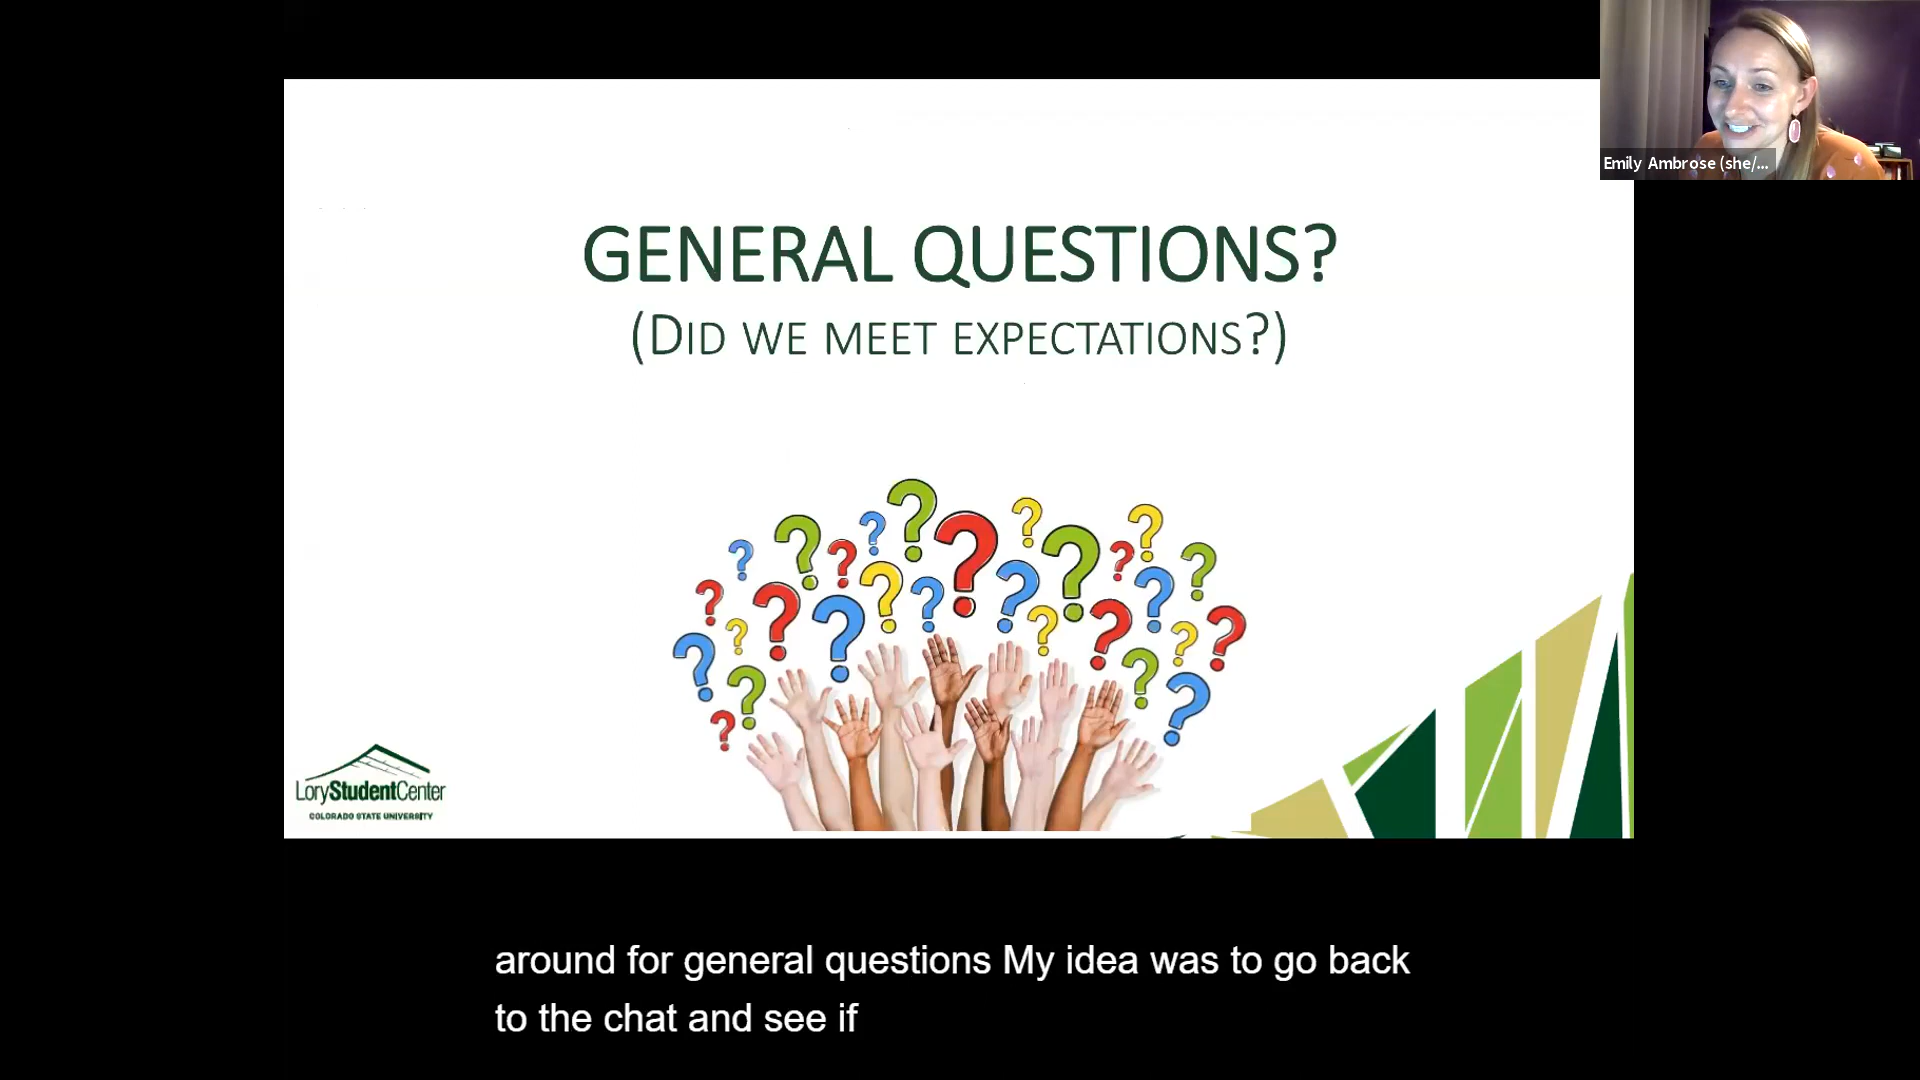 Emily Ambrose (she/...
GENERAL QUESTIONS?
(DID WE MEET EXPECTATIONS?)
LoryStudentCenter
COLORADO STATE UNIVERSITY
around for general questions My idea was to go back
to the chat and see if